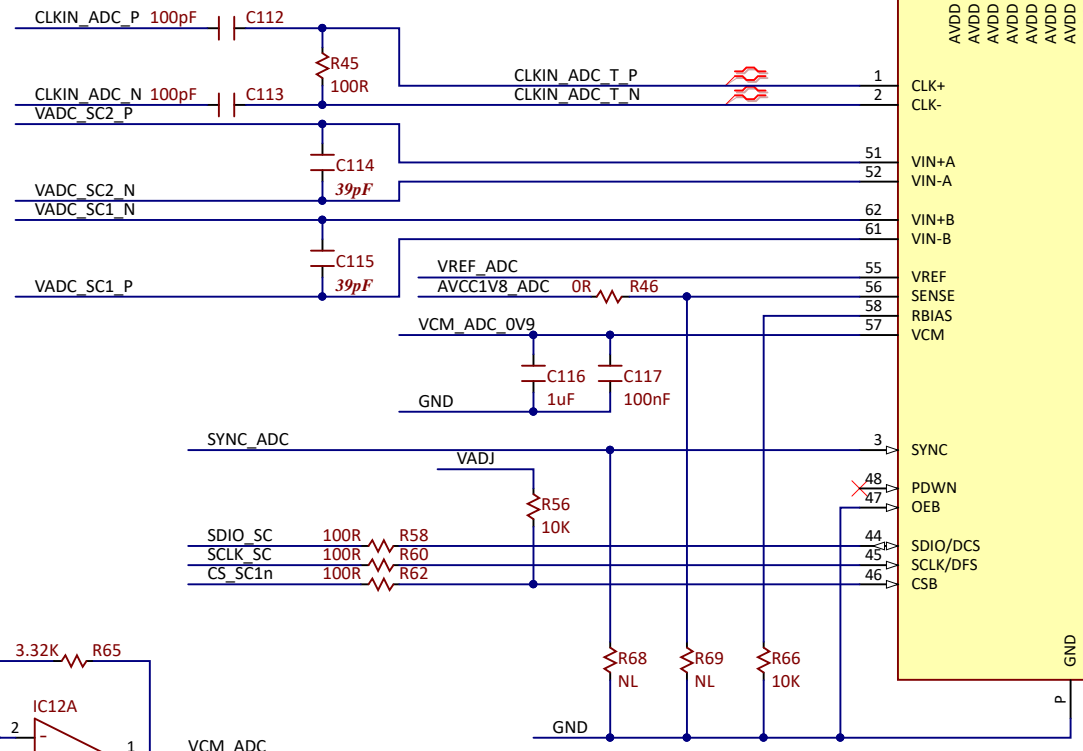 AVDD AVDD AVDD AVDD AVDD AVDD AVDD
CLKIN_ADC_P 100pF C112
R45
100R
CLKIN_ADC_T_P 1 CLK+
CLKIN_ADC_N 100pF C113 CLKIN_ADC_T_N 2 CLK-
VADC_SC2_P
51 VIN+A
C114
52 VIN-A
39pF
VADC_SC2_N
VADC_SC1_N 62 VIN+B
61 VIN-B
C115
39pF
VADC_SC1_P
VREF_ADC 55 VREF
AVCC1V8_ADC 0R R46 56 SENSE
58 RBIAS
VCM_ADC_0V9 57 VCM
C116 C117
1uF 100nF
GND
SYNC_ADC 3 SYNC
VADJ
48 PDWN
R56 47 OEB
10K
SDIO_SC 100R R58 44 SDIO/DCS
SCLK_SC 100R R60 45 SCLK/DFS
CS_SC1n 100R R62 46 CSB
3.32K R65 R68 R69 R66 GND
NL NL 10K
P
IC12A
2 - GND
1 VCM_ADC